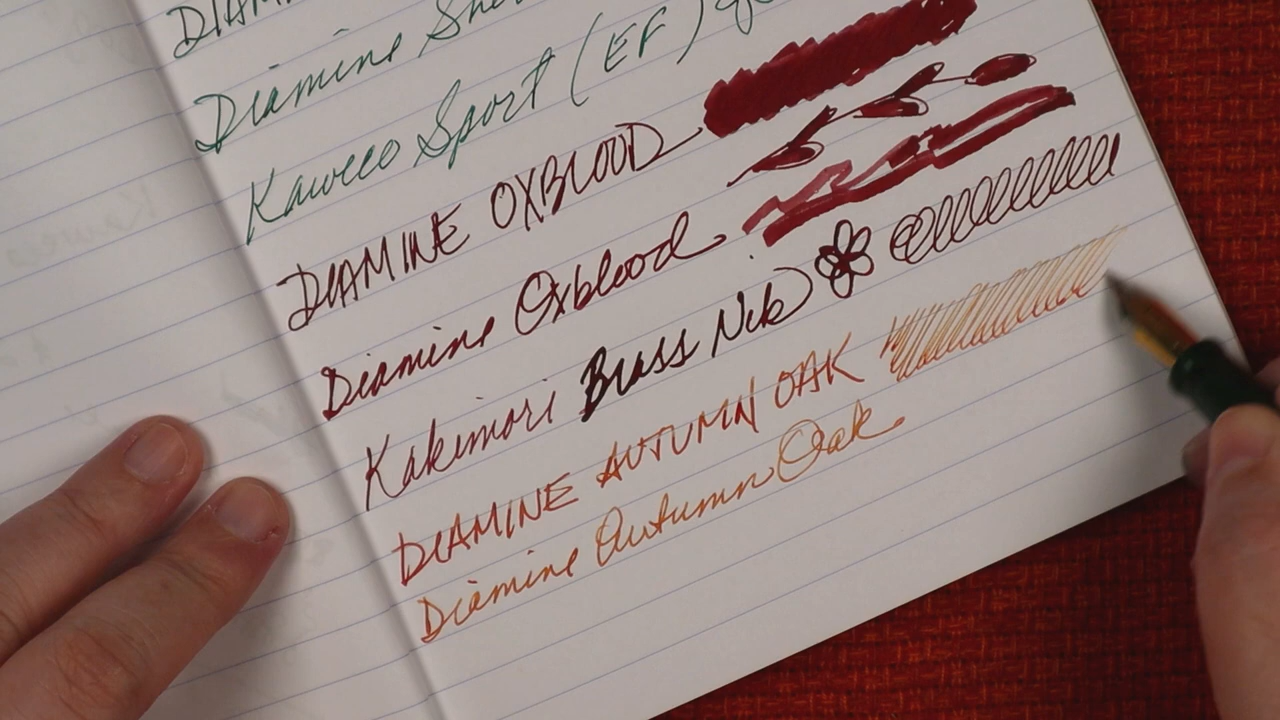 Diamine
Kaweco Sport (EF)
DIAMINE OXBLOOD
Diamine Oxblood
Kakimori Brass Nib
DIAMINE AUTUMN OAK
Diamine Autumn Oak